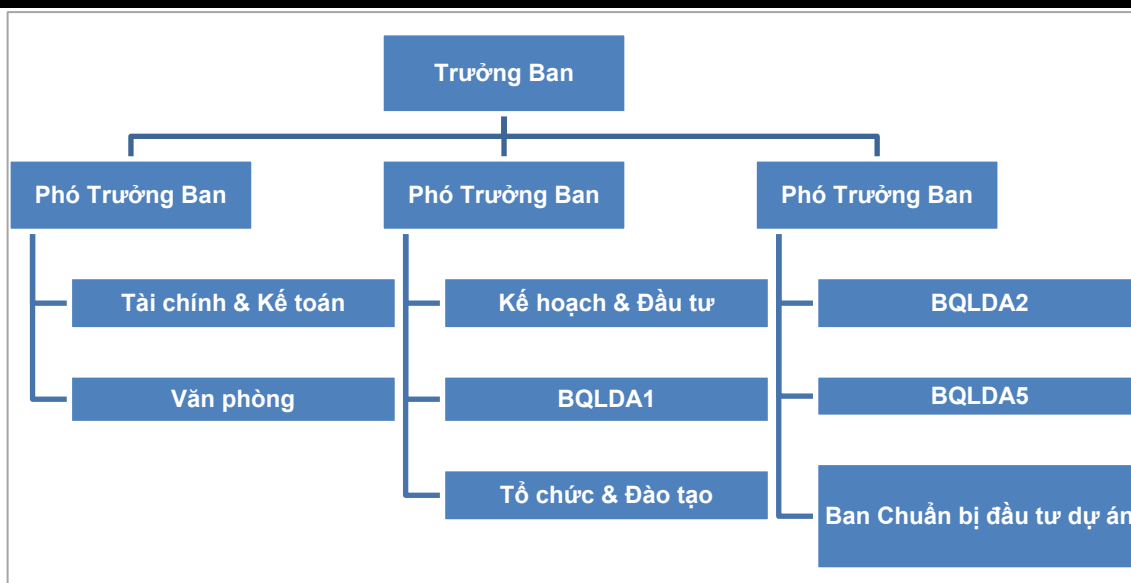 Trưởng Ban
Phó Trưởng Ban
Phó Trưởng Ban
Phó Trưởng Ban
Tài chính & Kế toán
Kế hoạch & Đầu tư
BQLDA2
Văn phòng
BQLDA1
BQLDA5
Tổ chức & Đào tạo
Ban Chuẩn bị đầu tư dự án